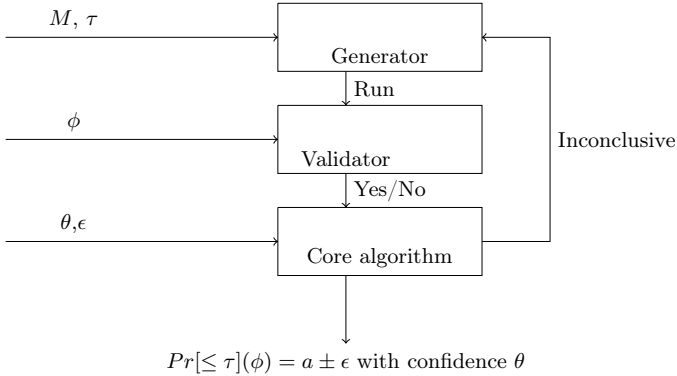 M, τ
Generator
Run
φ
Validator
Inconclusive
Yes/No
θ,ϵ
Core algorithm
Pr[≤ τ](ϕ) = a ± ϵ with confidence θ